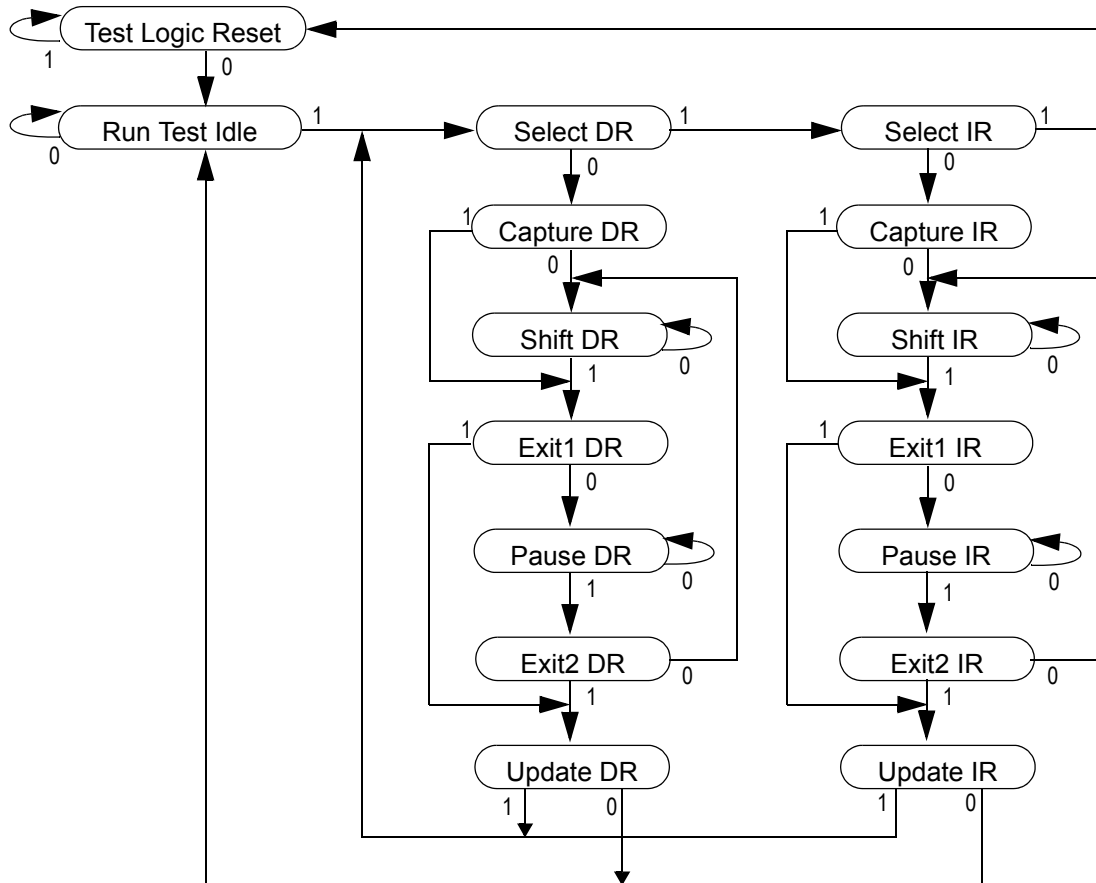 Test Logic Reset
1
0
Run Test Idle
1
Select DR
1
Select IR
1
0
0
0
1
Capture DR
1
Capture IR
0
0
Shift DR
0
Shift IR
0
1
1
1
Exit1 DR
1
Exit1 IR
0
0
Pause DR
0
Pause IR
0
1
1
Exit2 DR
0
Exit2 IR
0
1
1
Update DR
Update IR
1
0
1
0